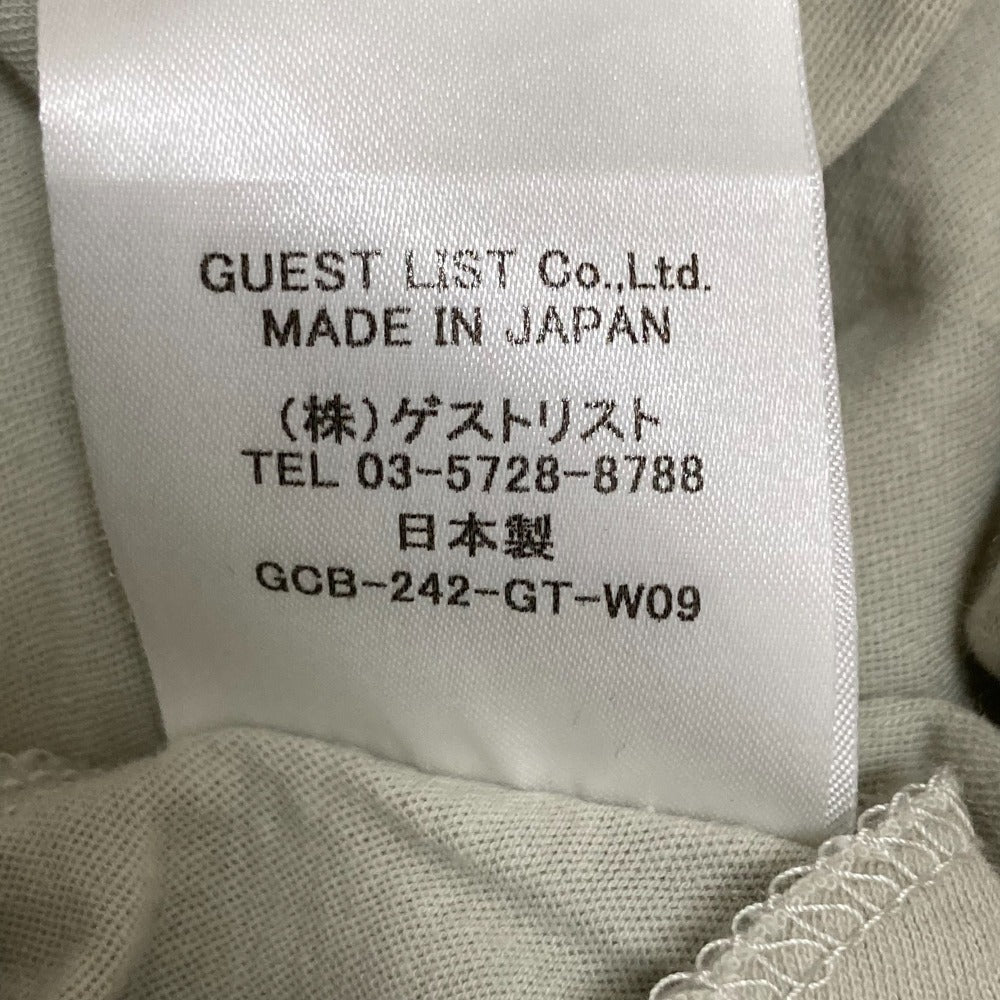 GUEST LIST Co.,Ltd.
MADE IN JAPAN
(株)ゲストリスト
TEL 03-5728-8788
日本製
GCB-242-GT-W09